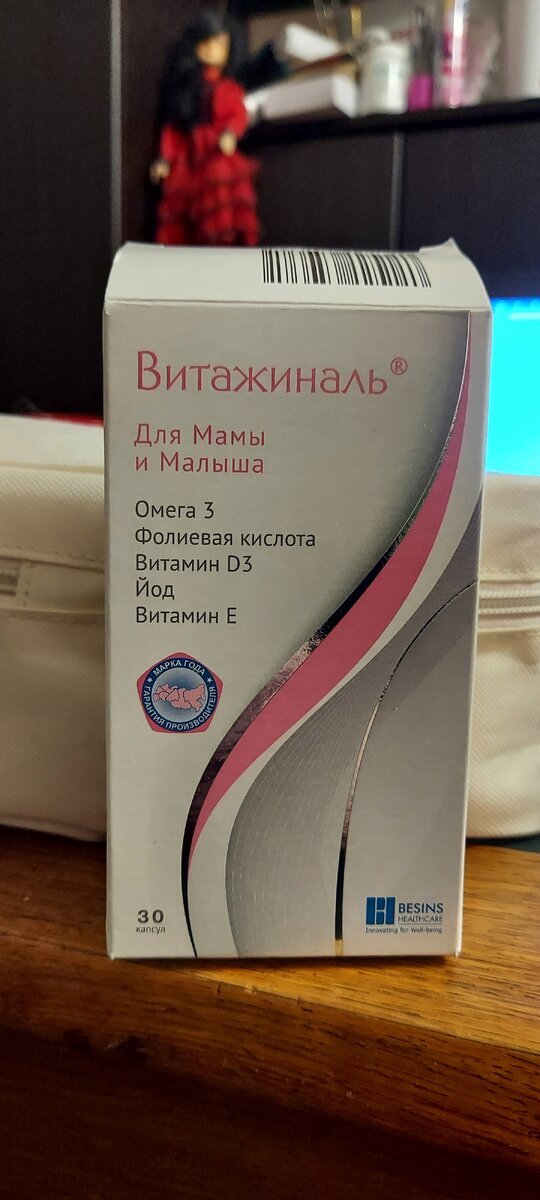 Витажиналь®
Для Мамы
и Малыша
Омега 3
Фолиевая кислота
Витамин D3
Йод
Витамин Е
МАРКА ГОДА
ГАРАНТИЯ ПРОИЗВОДИТЕЛЯ
30
капсул
BESINS
HEALTHCARE
Innovating for Well-being